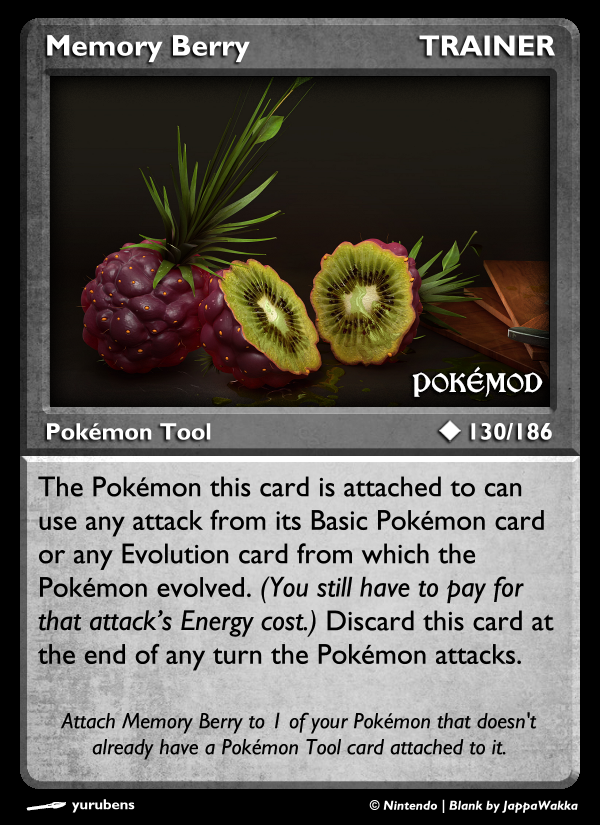 Memory Berry TRAINER
POKÉMOD
Pokémon Tool ◆ 130/186
The Pokémon this card is attached to can
use any attack from its Basic Pokémon card
or any Evolution card from which the
Pokémon evolved. (You still have to pay for
that attack’s Energy cost.) Discard this card at
the end of any turn the Pokémon attacks.
Attach Memory Berry to 1 of your Pokémon that doesn't
already have a Pokémon Tool card attached to it.
yurubens © Nintendo | Blank by JappaWakka